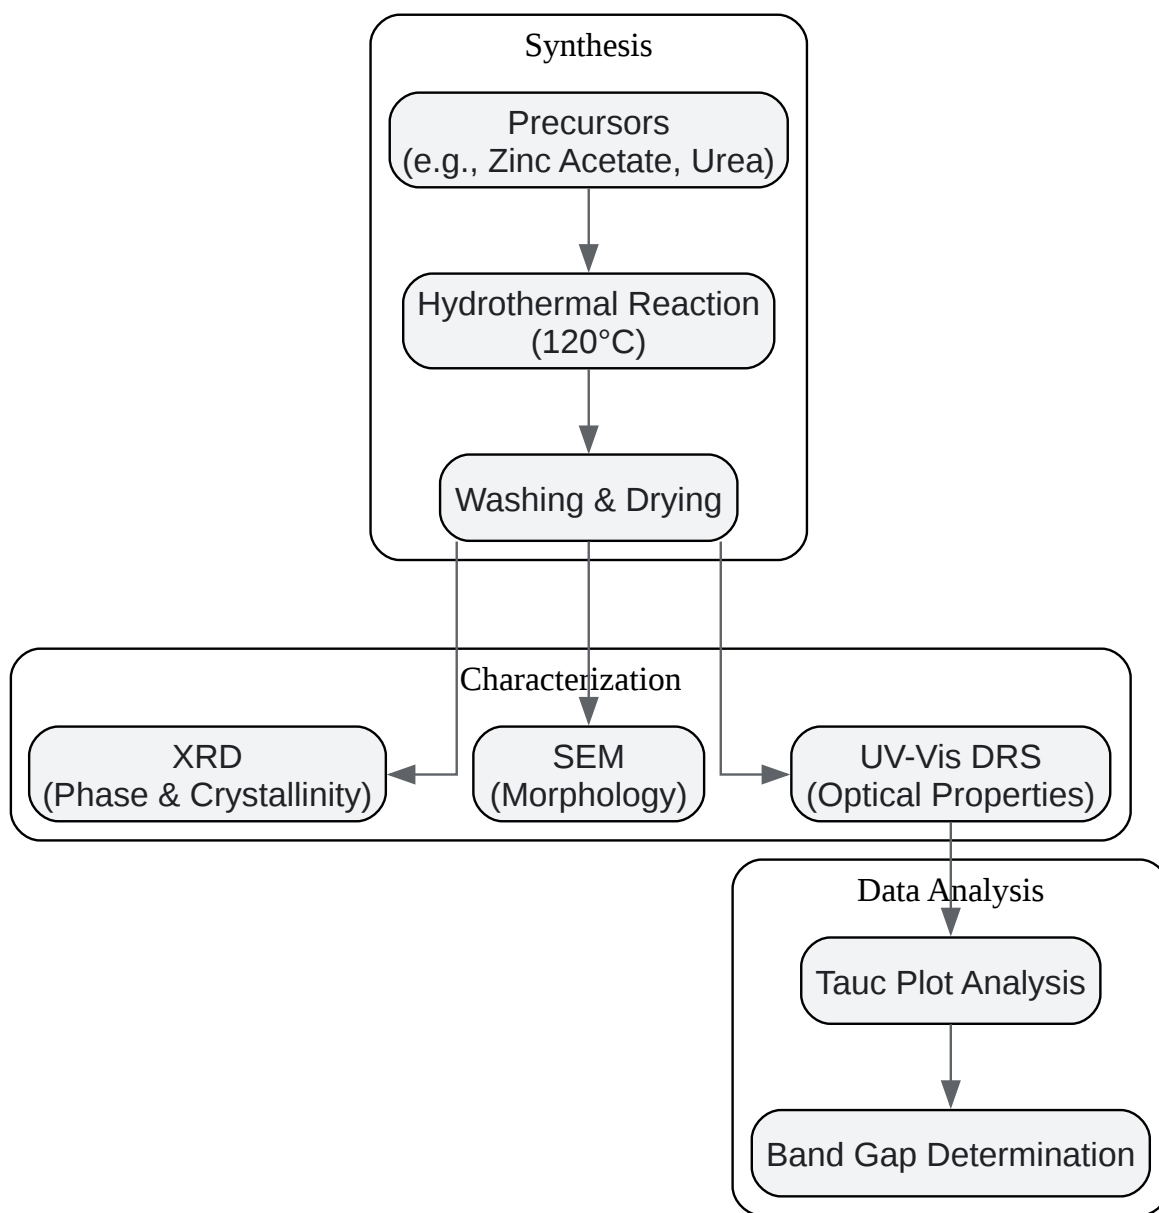 Synthesis
Precursors
(e.g., Zinc Acetate, Urea)
Hydrothermal Reaction
(120°C)
Washing & Drying
Characterization
XRD
(Phase & Crystallinity)
SEM
(Morphology)
UV-Vis DRS
(Optical Properties)
Data Analysis
Tauc Plot Analysis
Band Gap Determination